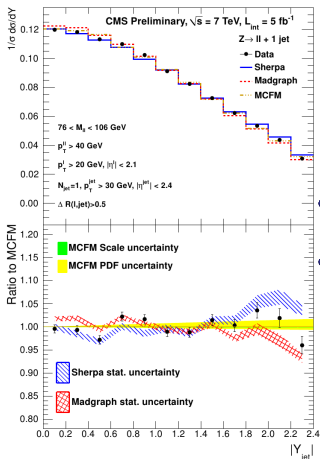 CMS Preliminary, √s = 7 TeV, L_int = 5 fb⁻¹
1/σ dσ/dY
Z→ ll + 1 jet
Data
Sherpa
Madgraph
MCFM
0.12
0.10
0.08
0.06
0.04
0.02
0.00
76 < M_ll < 106 GeV
p_T^ll > 40 GeV
p_T^l > 20 GeV, |η^l| < 2.1
N_jet=1, p_T^jet > 30 GeV, |η^jet| < 2.4
Δ R(l,jet)>0.5
Ratio to MCFM
MCFM Scale uncertainty
MCFM PDF uncertainty
Sherpa stat. uncertainty
Madgraph stat. uncertainty
1.20
1.15
1.10
1.05
1.00
0.95
0.90
0.85
0.80
0.0 0.2 0.4 0.6 0.8 1.0 1.2 1.4 1.6 1.8 2.0 2.2 2.4
|Y_jet|